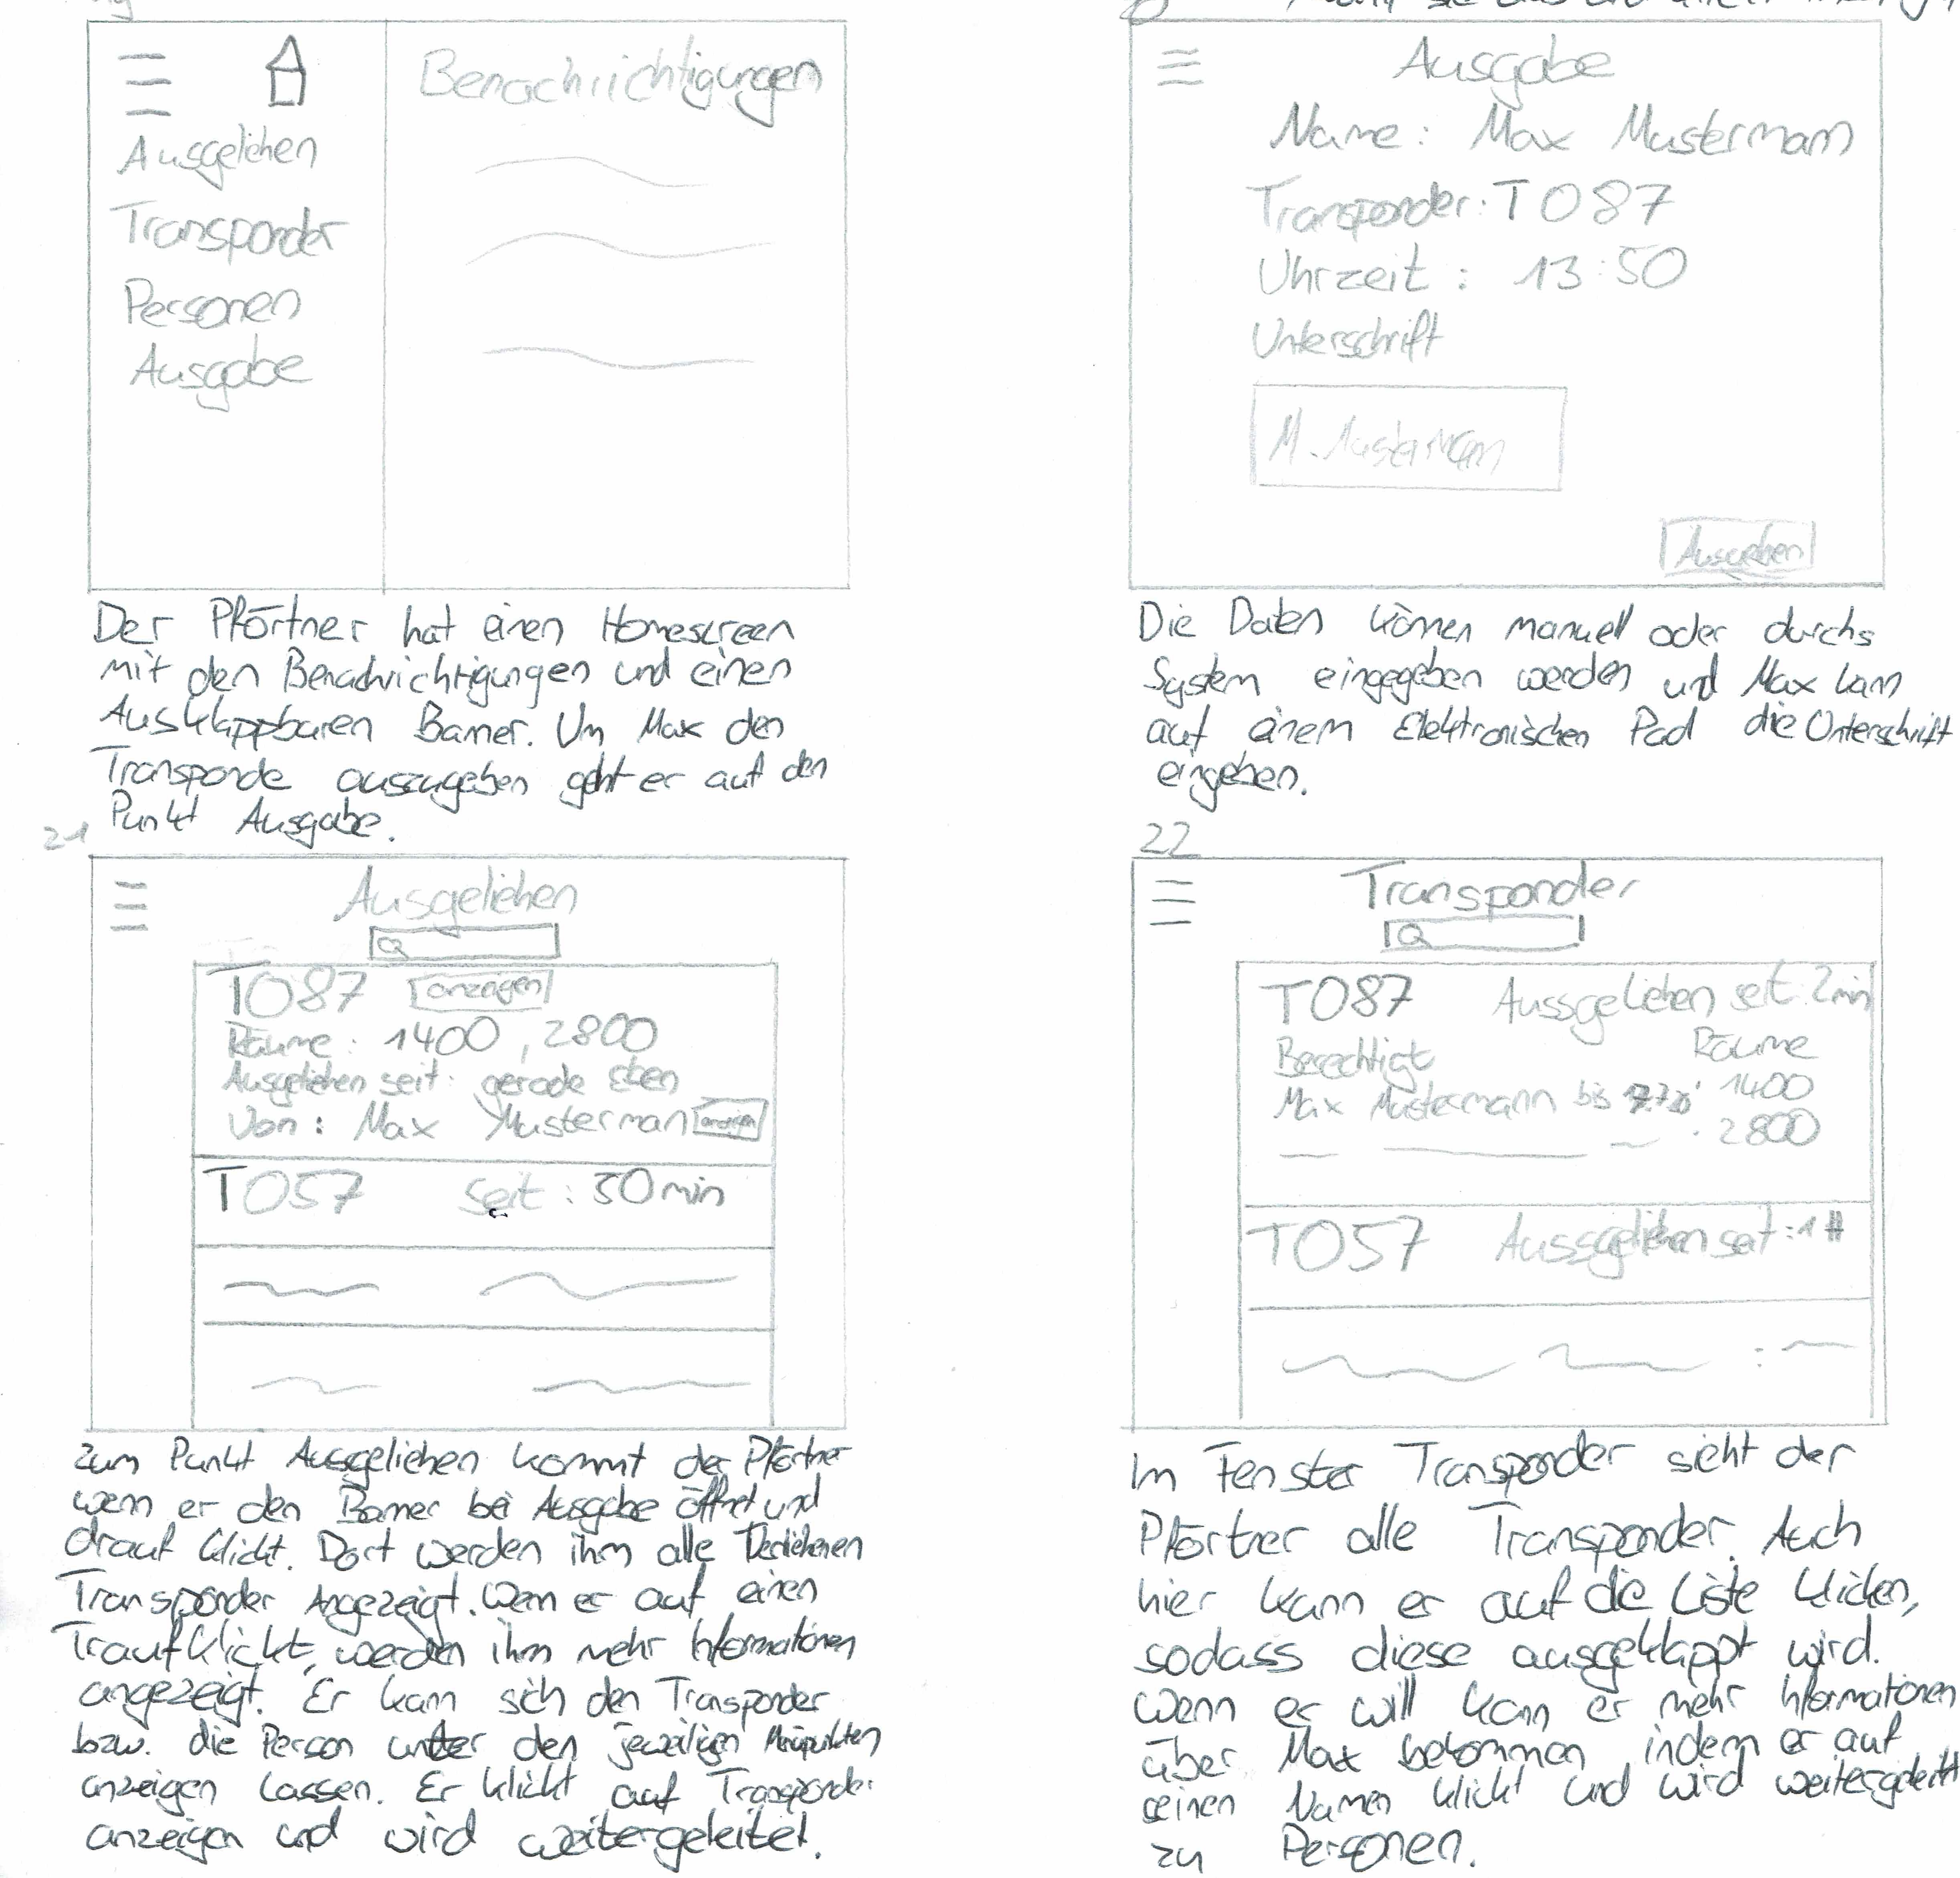 Ausgeliehen
Transponder
Personen
Ausgabe
Benachrichtigungen
Der Pförtner hat einen Homescreen
mit den Benachrichtigungen und einen
Ausklappbaren Banner. Um Max den
Transponde auszugeben geht er auf den
Punkt Ausgabe.
Ausgabe
Name: Max Mustermann
Transponder: T087
Uhrzeit : 13:50
Unterschrift
M. Mustermann
Ausgeben
Die Daten können manuell oder durchs
System eingegeben werden und Max kann
auf einem Elektronischen Pad die Unterschrift
eingeben.
21
Ausgeliehen
T087 anzeigen
Räume: 1400, 2800
Ausgeliehen seit: gerade eben
Von: Max Musterman anzeigen
T057 seit: 30min
Zum Punkt Ausgeliehen kommt der Pförtner
wenn er den Banner bei Ausgabe öffnet und
drauf klickt. Dort werden ihm alle Verliehenen
Transponder Angezeigt. Wenn er auf einen
Trauf klickt, werden ihm mehr Informationen
angezeigt. Er kann sich den Transponder
bzw. die Person unter den jeweiligen Menüpunkten
anzeigen lassen. Er klickt auf Transponder
anzeigen und wird weitergeleitet.
22
Transponder
T087 Aussgeliehen seit 2min
Berechtigt Räume
Max Mustermann bis 1400
2800
T057 Aussgeliehen seit: 1
Im Fenster Transponder sieht der
Pförtner alle Transponder. Auch
hier kann er auf die Liste klicken,
sodass diese ausgeklappt wird.
Wenn er will kann er mehr Informationen
über Max bekommen indem er auf
seinen Namen klickt und wird weitergeleitt
zu Personen.